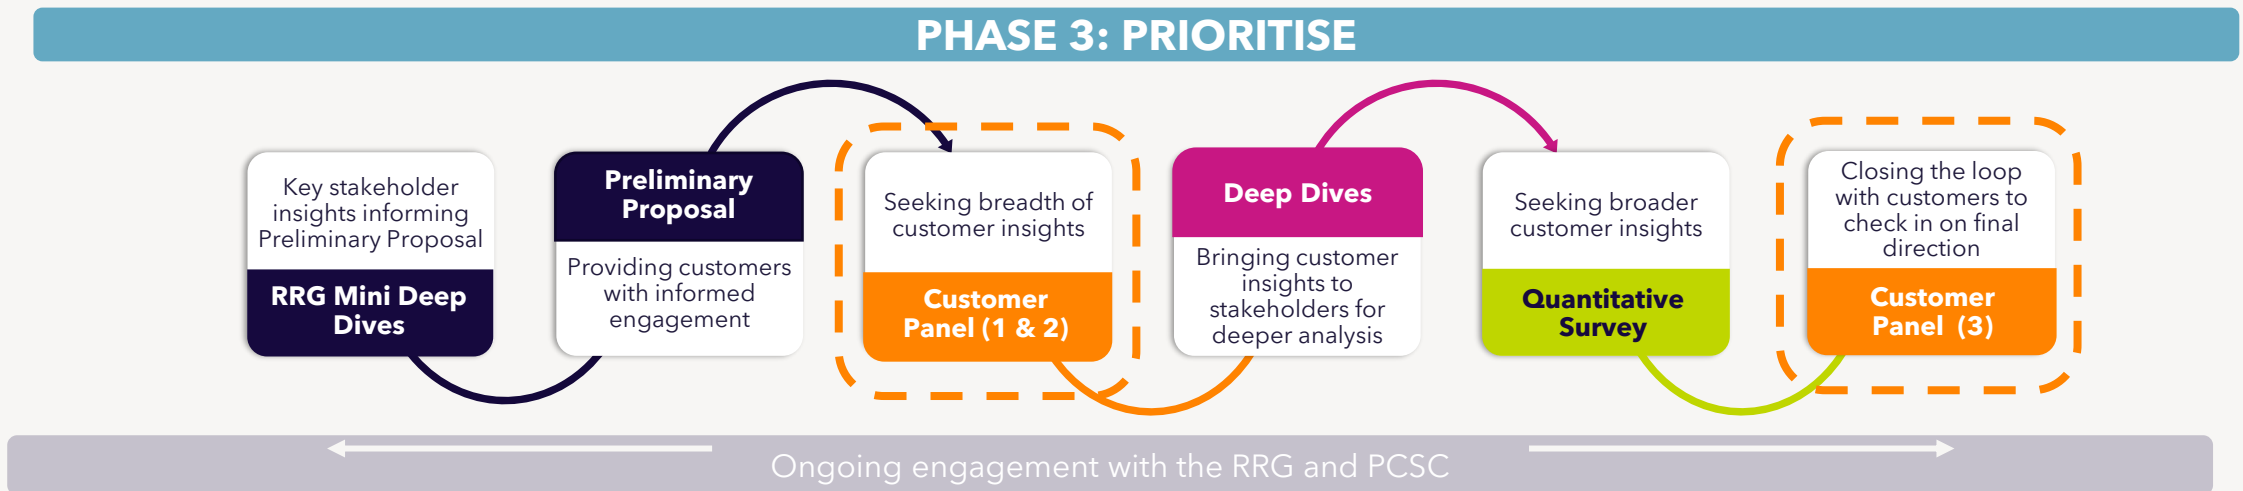 PHASE 3: PRIORITISE
Key stakeholder
insights informing
Preliminary Proposal
RRG Mini Deep
Dives
Preliminary
Proposal
Providing customers
with informed
engagement
Seeking breadth of
customer insights
Customer
Panel (1 & 2)
Deep Dives
Bringing customer
insights to
stakeholders for
deeper analysis
Seeking broader
customer insights
Quantitative
Survey
Closing the loop
with customers to
check in on final
direction
Customer
Panel (3)
Ongoing engagement with the RRG and PCSC